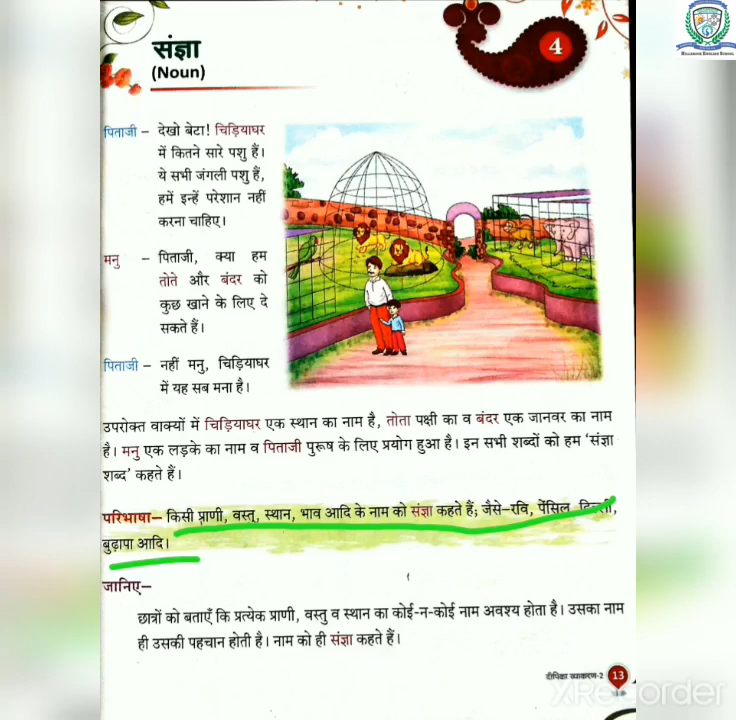 संज्ञा
(Noun)
4
HILLBROOK ENGLISH SCHOOL
पिताजी – देखो बेटा! चिड़ियाघर
में कितने सारे पशु हैं।
ये सभी जंगली पशु हैं,
हमें इन्हें परेशान नहीं
करना चाहिए।
मनु – पिताजी, क्या हम
तोते और बंदर को
कुछ खाने के लिए दे
सकते हैं।
पिताजी – नहीं मनु, चिड़ियाघर
में यह सब मना है।
उपरोक्त वाक्यों में चिड़ियाघर एक स्थान का नाम है, तोता पक्षी का व बंदर एक जानवर का नाम
है। मनु एक लड़के का नाम व पिताजी पुरूष के लिए प्रयोग हुआ है। इन सभी शब्दों को हम ‘संज्ञा
शब्द’ कहते हैं।
परिभाषा– किसी प्राणी, वस्तु, स्थान, भाव आदि के नाम को संज्ञा कहते हैं; जैसे–रवि, पेंसिल, दिल्ली,
बुढ़ापा आदि।
जानिए–
छात्रों को बताएँ कि प्रत्येक प्राणी, वस्तु व स्थान का कोई-न-कोई नाम अवश्य होता है। उसका नाम
ही उसकी पहचान होती है। नाम को ही संज्ञा कहते हैं।
दीपिका व्याकरण-2 13
XRecorder